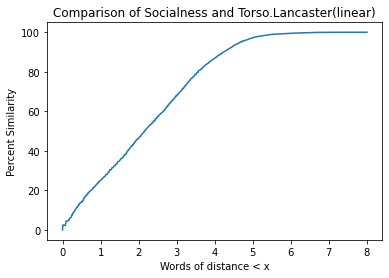 Comparison of Socialness and Torso.Lancaster(linear)
100
80
60
40
20
0
Percent Similarity
0 1 2 3 4 5 6 7 8
Words of distance < x